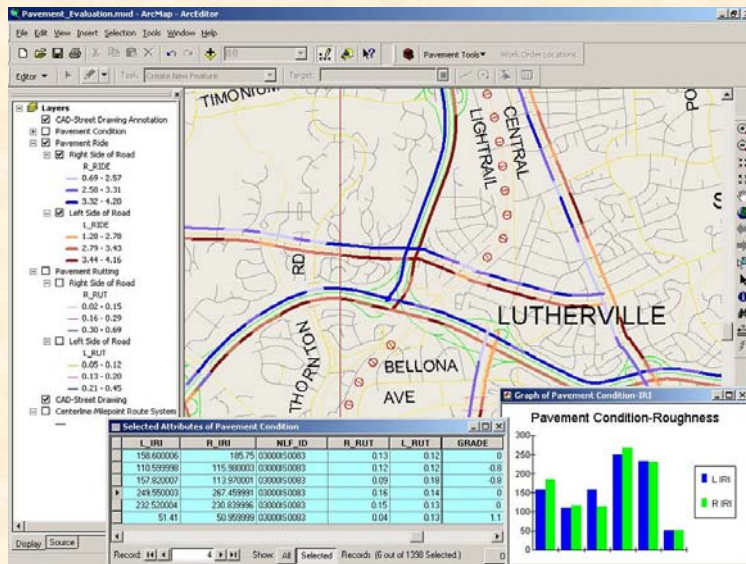 Pavement_Evaluation.mxd - ArcMap - ArcEditor
File Edit View Insert Selection Tools Window Help
Pavement Tools Work Order Locations
Editor Task: Create New Feature Target:
Layers
CAD-Street Drawing Annotation
Pavement Condition
Pavement Ride
Right Side of Road
R_RIDE
0.69 - 2.57
2.58 - 3.31
3.32 - 4.20
Left Side of Road
L_RIDE
1.28 - 2.78
2.79 - 3.43
3.44 - 4.16
Pavement Rutting
Right Side of Road
R_RUT
0.02 - 0.15
0.16 - 0.29
0.30 - 0.69
Left Side of Road
L_RUT
0.05 - 0.12
0.13 - 0.20
0.21 - 0.45
CAD-Street Drawing
Centerline-Milepoint Route System
Display Source
TIMONIUM
CENTRAL
LIGHTRAIL
RD
LUTHERVILLE
THORNTON
BELLONA
AVE
Selected Attributes of Pavement Condition
L_IRI R_IRI NLF_ID R_RUT L_RUT GRADE
158.600006 185.75 03000IS0083 0.13 0.12 0
110.599998 115.980003 03000IS0083 0.12 0.12 -0.8
157.820007 113.970001 03000IS0083 0.09 0.18 -0.8
249.550003 267.459991 03000IS0083 0.16 0.14 0
232.520004 230.839996 03000IS0083 0.15 0.13 0
51.41 50.959999 03000IS0083 0.04 0.13 1.1
Record: 4 Show: All Selected Records (6 out of 1398 Selected.)
Graph of Pavement Condition-IRI
Pavement Condition-Roughness
300
250
200
150
100
50
0
L IRI
R IRI